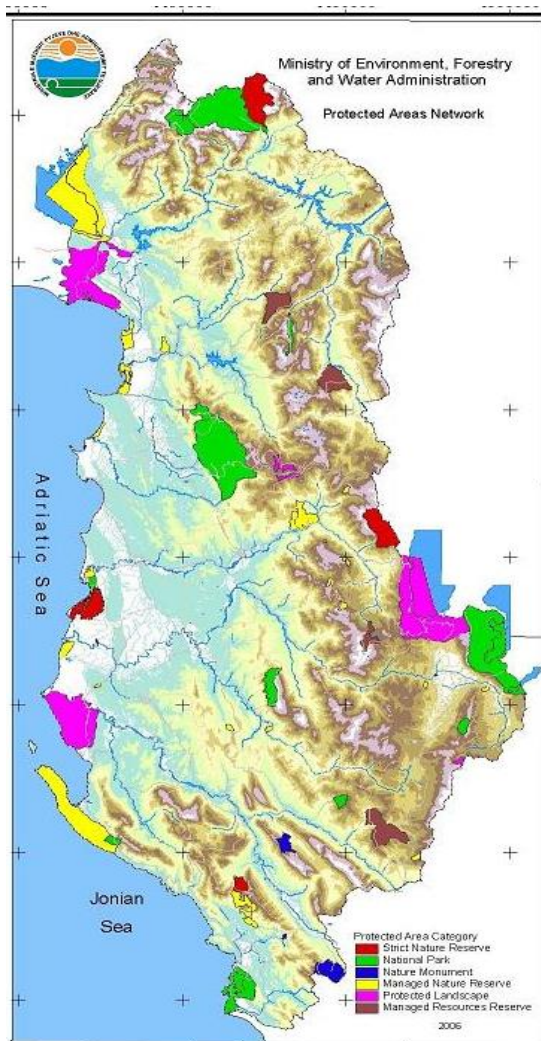 Ministry of Environment, Forestry
and Water Administration
Protected Areas Network
Adriatic Sea
Jonian
Sea
Protected Area Category
Strict Nature Reserve
National Park
Nature Monument
Managed Nature Reserve
Protected Landscape
Managed Resources Reserve
2006